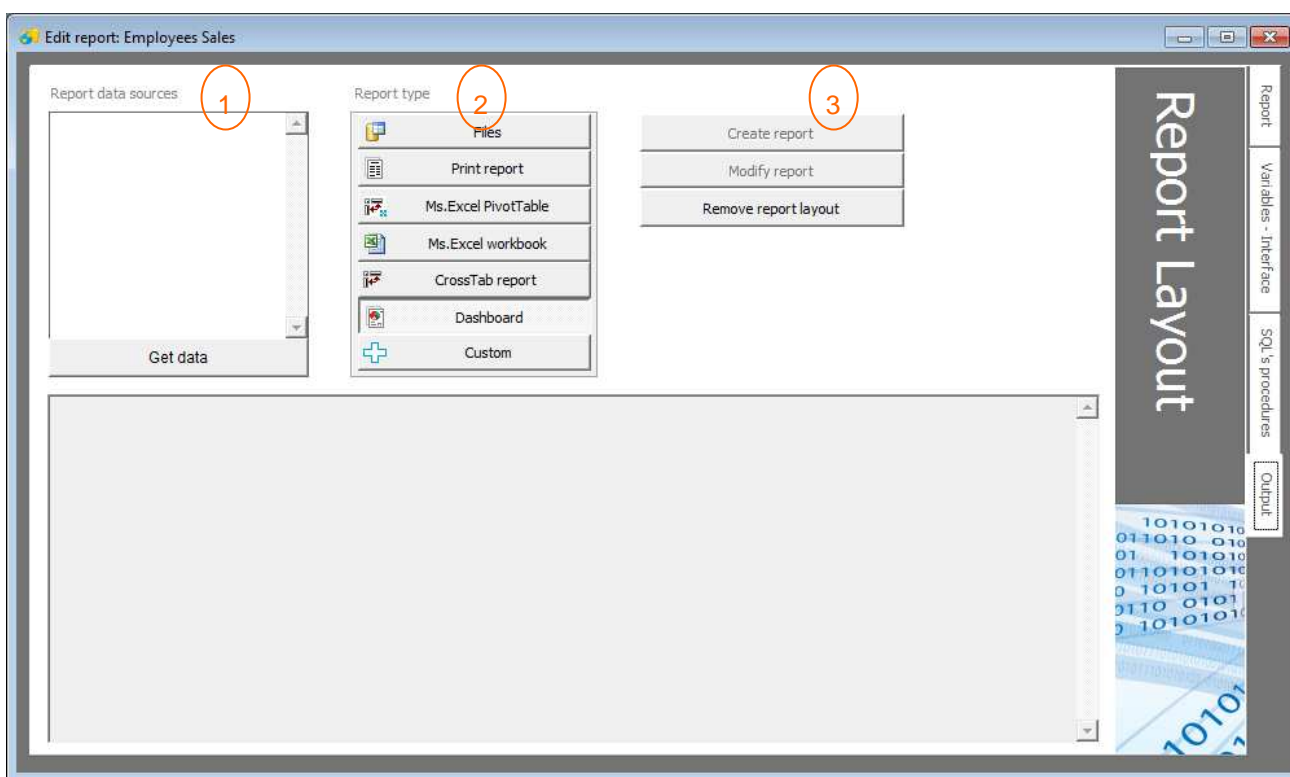 Edit report: Employees Sales
Report data sources
1
Get data
Report type
2
Files
Print report
Ms.Excel PivotTable
Ms.Excel workbook
CrossTab report
Dashboard
Custom
3
Create report
Modify report
Remove report layout
Report Layout
Report
Variables - Interface
SQL's procedures
Output